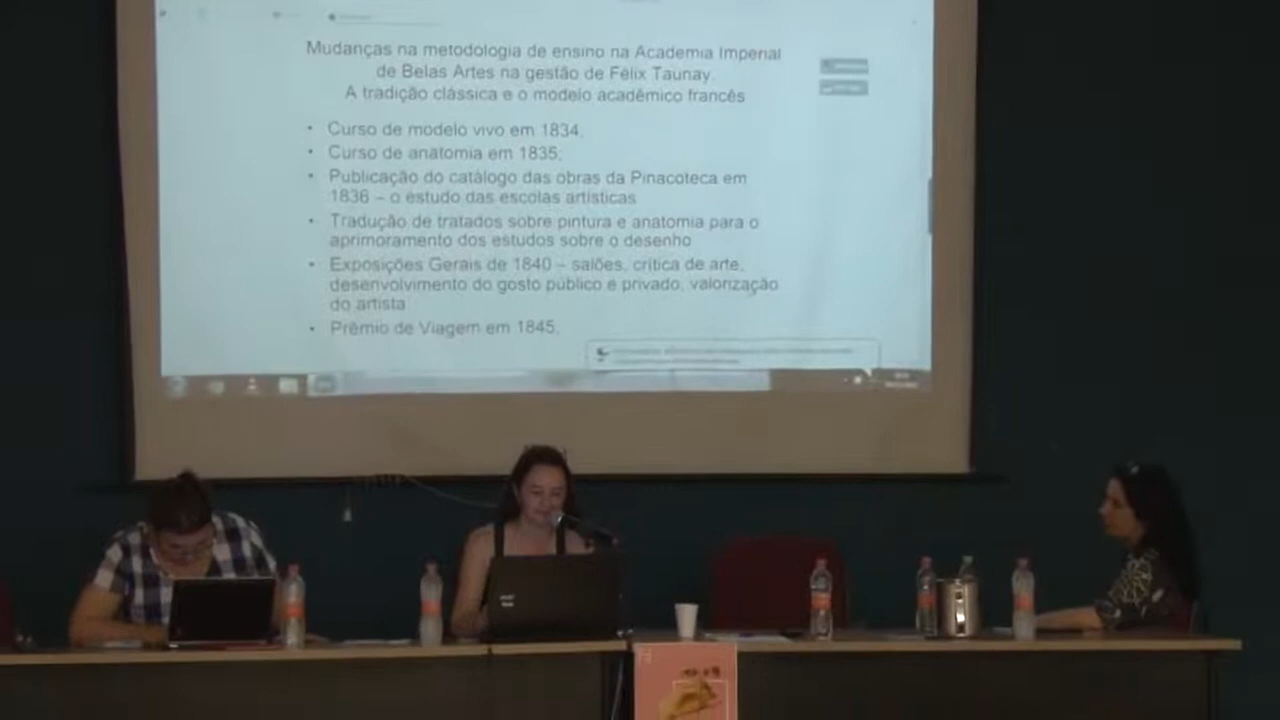 Mudanças na metodologia de ensino na Academia Imperial
de Belas Artes na gestão de Félix Taunay.
A tradição clássica e o modelo acadêmico francês
• Curso de modelo vivo em 1834;
• Curso de anatomia em 1835;
• Publicação do catálogo das obras da Pinacoteca em
1836 – o estudo das escolas artísticas
• Tradução de tratados sobre pintura e anatomia para o
aprimoramento dos estudos sobre o desenho
• Exposições Gerais de 1840 – salões, crítica de arte,
desenvolvimento do gosto público e privado, valorização
do artista
• Prêmio de Viagem em 1845.